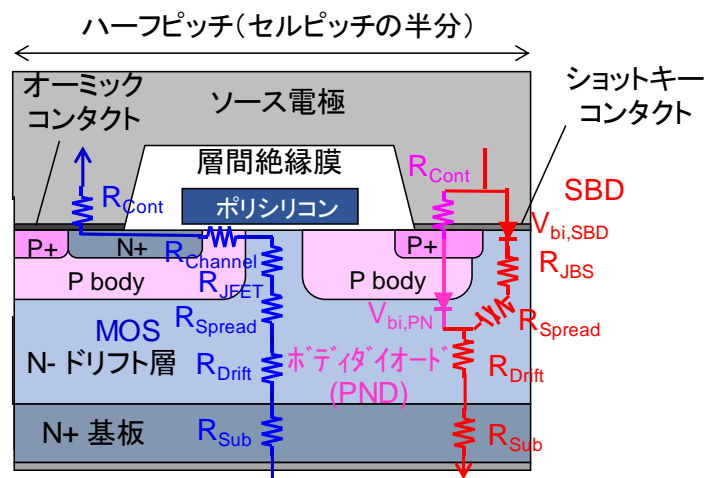 ハーフピッチ（セルピッチの半分）
オーミック
コンタクト
ソース電極
ショットキー
コンタクト
層間絶縁膜
ポリシリコン
R_Cont
R_Cont
SBD
V_bi,SBD
P+
N+
R_Channel
P+
R_JBS
P body
R_JFET
P body
MOS
R_Spread
V_bi,PN
R_Spread
N- ドリフト層
R_Drift
ﾎﾞﾃﾞｨﾀﾞｲｵｰﾄﾞ
(PND)
R_Drift
N+ 基板
R_Sub
R_Sub